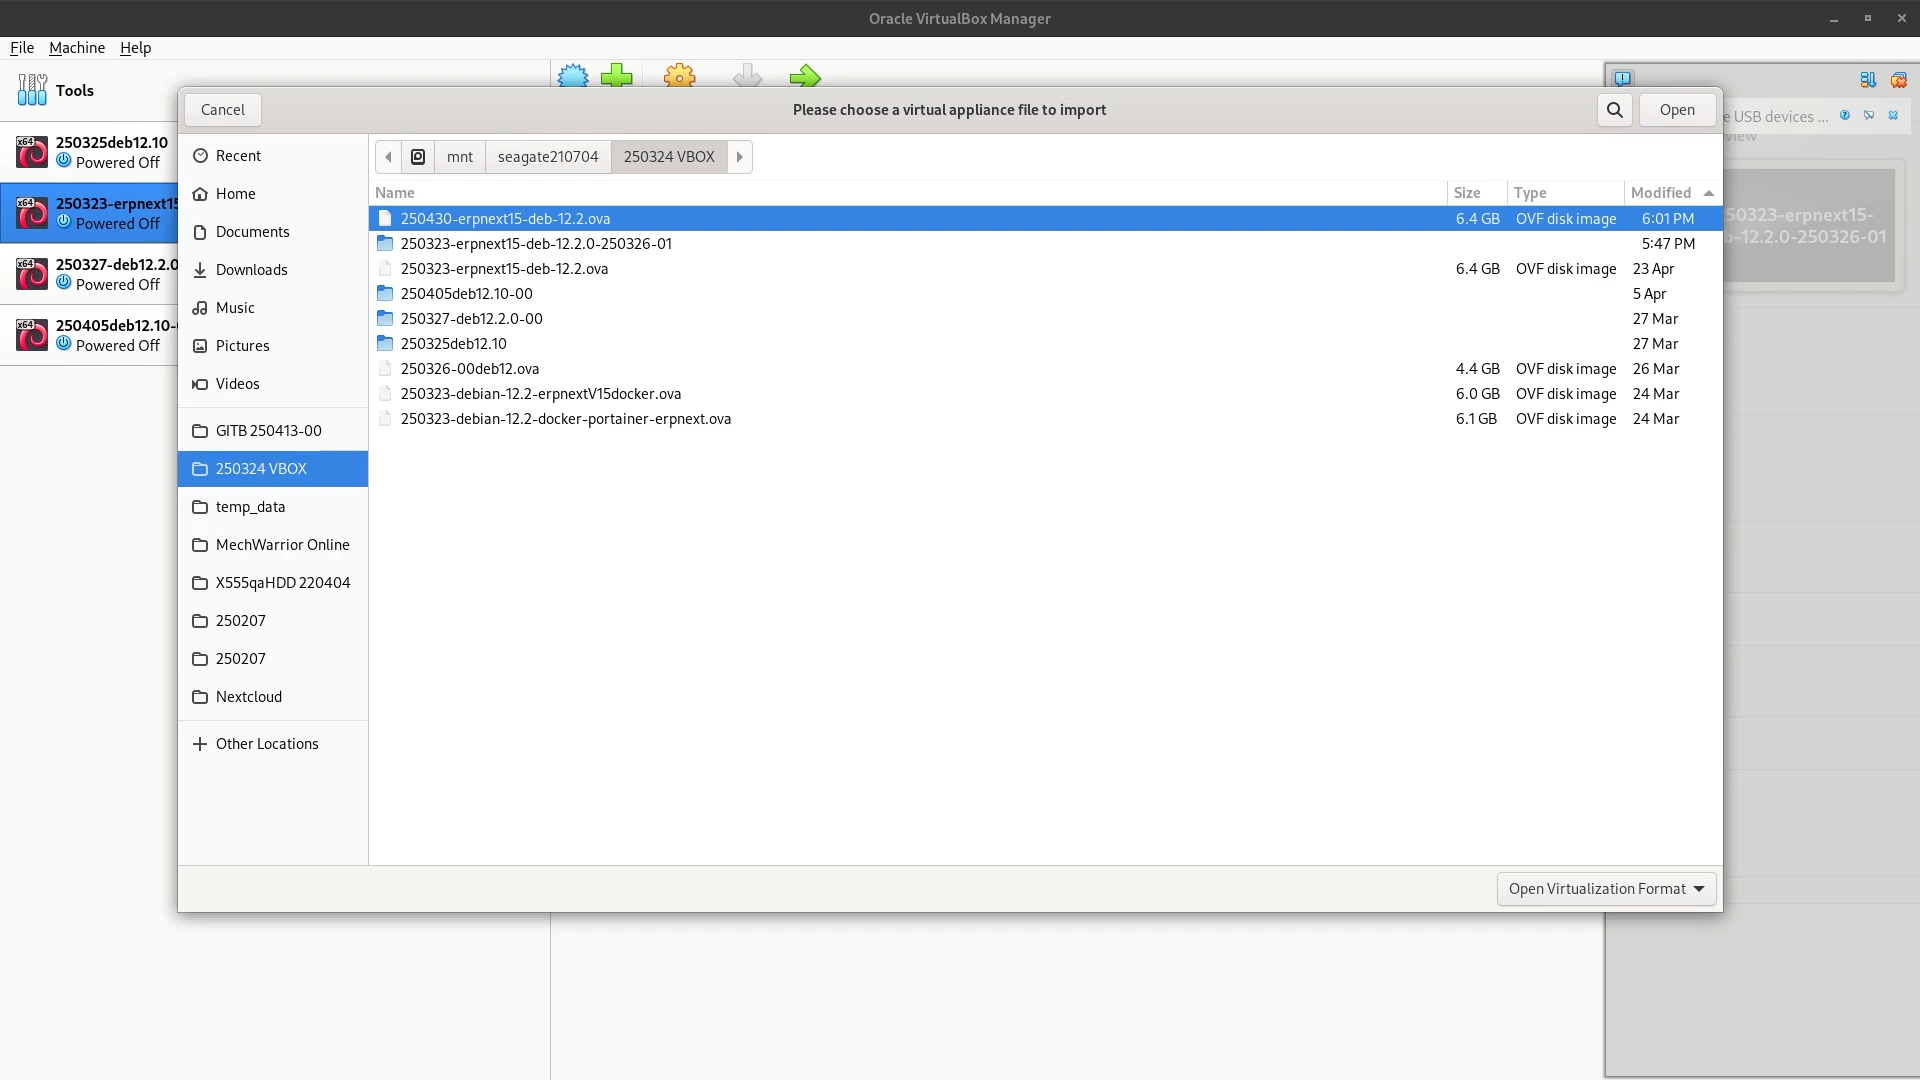 Oracle VirtualBox Manager
File Machine Help
Tools
250325deb12.10
Powered Off
250323-erpnext15
Powered Off
250327-deb12.2.0
Powered Off
250405deb12.10-
Powered Off
Cancel
Please choose a virtual appliance file to import
Open
Recent
Home
Documents
Downloads
Music
Pictures
Videos
GITB 250413-00
250324 VBOX
temp_data
MechWarrior Online
X555qaHDD 220404
250207
250207
Nextcloud
Other Locations
mnt seagate210704 250324 VBOX
Name Size Type Modified
250430-erpnext15-deb-12.2.ova 6.4 GB OVF disk image 6:01 PM
250323-erpnext15-deb-12.2.0-250326-01 5:47 PM
250323-erpnext15-deb-12.2.ova 6.4 GB OVF disk image 23 Apr
250405deb12.10-00 5 Apr
250327-deb12.2.0-00 27 Mar
250325deb12.10 27 Mar
250326-00deb12.ova 4.4 GB OVF disk image 26 Mar
250323-debian-12.2-erpnextV15docker.ova 6.0 GB OVF disk image 24 Mar
250323-debian-12.2-docker-portainer-erpnext.ova 6.1 GB OVF disk image 24 Mar
Open Virtualization Format
e USB devices ...
view
50323-erpnext15-
b-12.2.0-250326-01